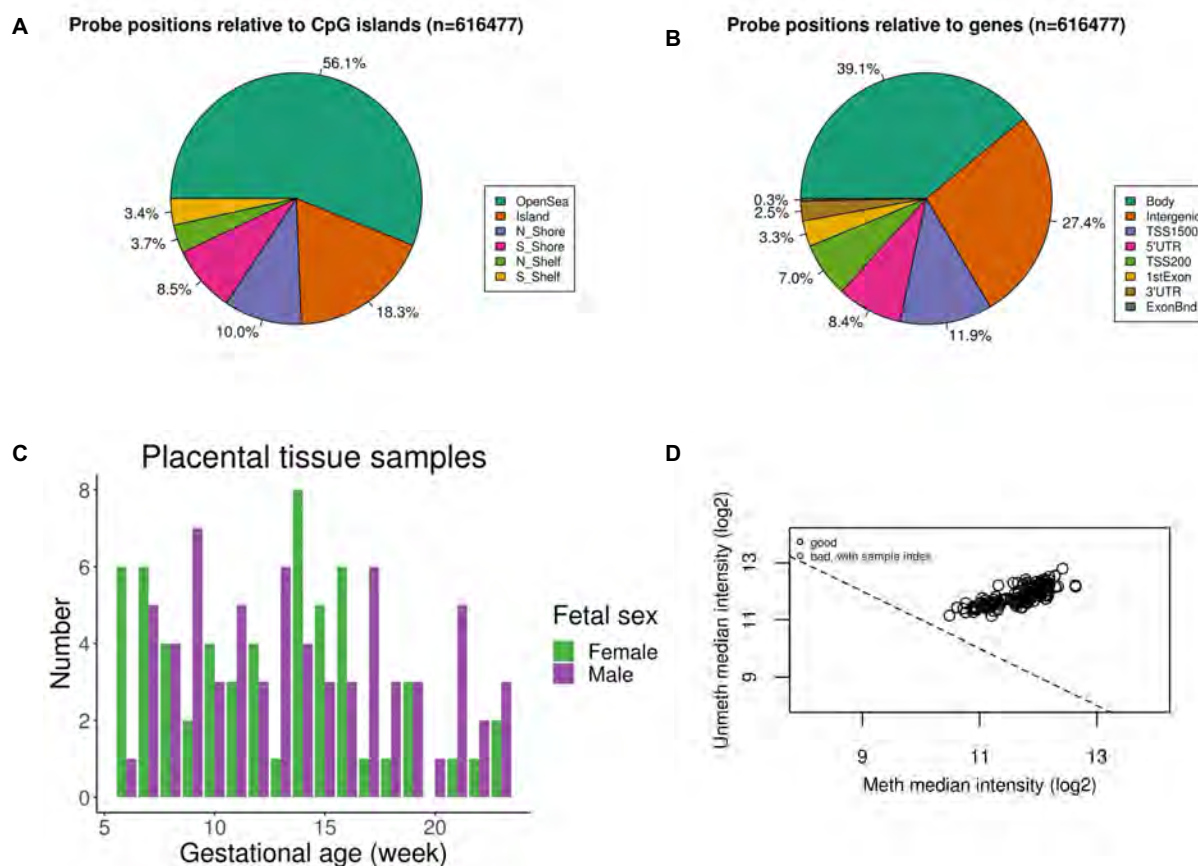 A
Probe positions relative to CpG islands (n=616477)
56.1%
3.4%
3.7%
8.5%
10.0%
18.3%
OpenSea
Island
N_Shore
S_Shore
N_Shelf
S_Shelf
B
Probe positions relative to genes (n=616477)
39.1%
0.3%
2.5%
3.3%
7.0%
8.4%
11.9%
27.4%
Body
Intergenic
TSS1500
5'UTR
TSS200
1stExon
3'UTR
ExonBnd
C
Placental tissue samples
8
6
4
2
0
Number
5
10
15
20
Gestational age (week)
Fetal sex
Female
Male
D
Unmeth median intensity (log2)
13
11
9
good
bad, with sample index
9
11
13
Meth median intensity (log2)